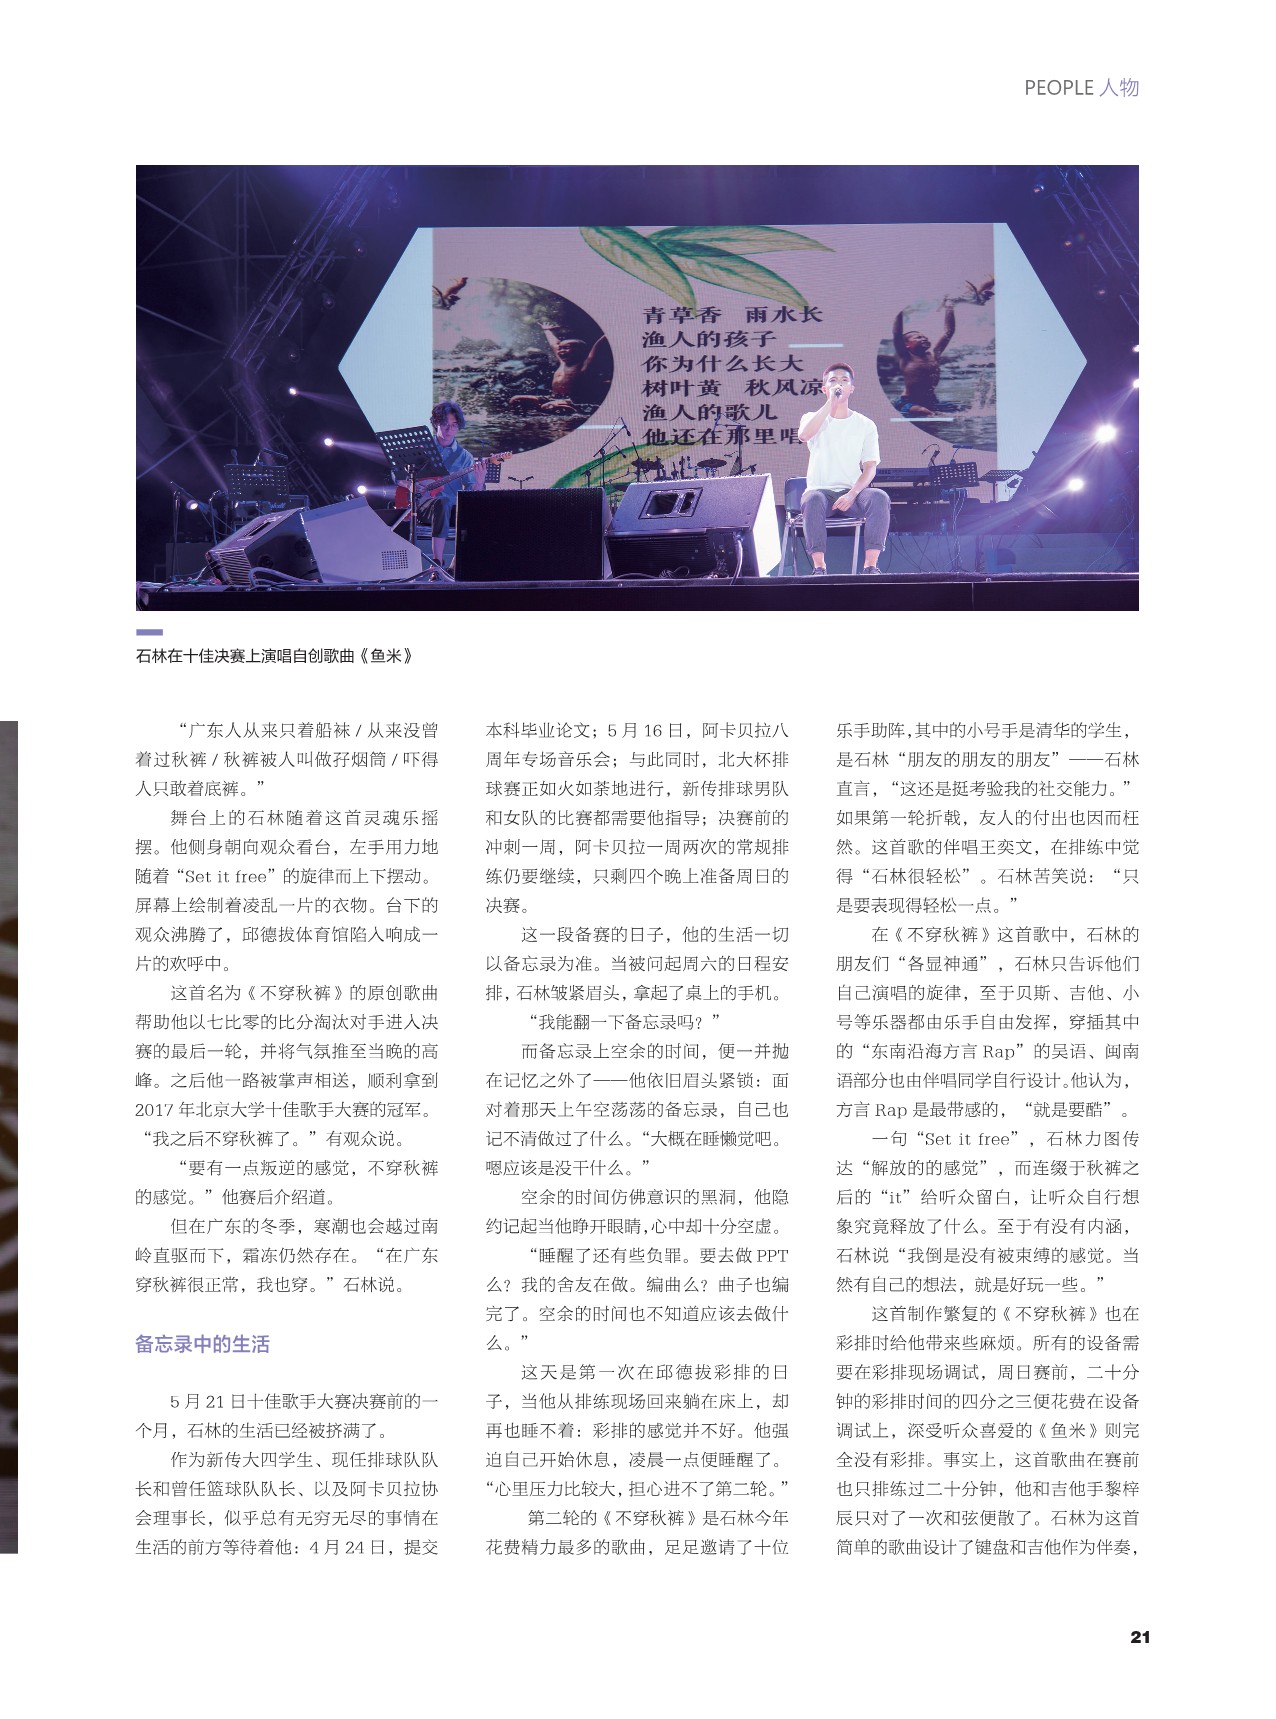 PEOPLE 人物
青草香 雨水长
渔人的孩子
你为什么长大
树叶黄 秋风凉
渔人的歌儿
他还在那里唱
石林在十佳决赛上演唱自创歌曲《鱼米》
“广东人从来只着船袜 / 从来没曾
着过秋裤 / 秋裤被人叫做孖烟筒 / 吓得
人只敢着底裤。”
舞台上的石林随着这首灵魂乐摇
摆。他侧身朝向观众看台，左手用力地
随着“Set it free”的旋律而上下摆动。
屏幕上绘制着凌乱一片的衣物。台下的
观众沸腾了，邱德拔体育馆陷入响成一
片的欢呼中。
这首名为《不穿秋裤》的原创歌曲
帮助他以七比零的比分淘汰对手进入决
赛的最后一轮，并将气氛推至当晚的高
峰。之后他一路被掌声相送，顺利拿到
2017 年北京大学十佳歌手大赛的冠军。
“我之后不穿秋裤了。”有观众说。
“要有一点叛逆的感觉，不穿秋裤
的感觉。”他赛后介绍道。
但在广东的冬季，寒潮也会越过南
岭直驱而下，霜冻仍然存在。“在广东
穿秋裤很正常，我也穿。”石林说。
备忘录中的生活
5 月 21 日十佳歌手大赛决赛前的一
个月，石林的生活已经被挤满了。
作为新传大四学生、现任排球队队
长和曾任篮球队队长、以及阿卡贝拉协
会理事长，似乎总有无穷无尽的事情在
生活的前方等待着他：4 月 24 日，提交
本科毕业论文；5 月 16 日，阿卡贝拉八
周年专场音乐会；与此同时，北大杯排
球赛正如火如荼地进行，新传排球男队
和女队的比赛都需要他指导；决赛前的
冲刺一周，阿卡贝拉一周两次的常规排
练仍要继续，只剩四个晚上准备周日的
决赛。
这一段备赛的日子，他的生活一切
以备忘录为准。当被问起周六的日程安
排，石林皱紧眉头，拿起了桌上的手机。
“我能翻一下备忘录吗？”
而备忘录上空余的时间，便一并抛
在记忆之外了——他依旧眉头紧锁：面
对着那天上午空荡荡的备忘录，自己也
记不清做过了什么。“大概在睡懒觉吧。
嗯应该是没干什么。”
空余的时间仿佛意识的黑洞，他隐
约记起当他睁开眼睛，心中却十分空虚。
“睡醒了还有些负罪。要去做 PPT
么？我的舍友在做。编曲么？曲子也编
完了。空余的时间也不知道应该去做什
么。”
这天是第一次在邱德拔彩排的日
子，当他从排练现场回来躺在床上，却
再也睡不着：彩排的感觉并不好。他强
迫自己开始休息，凌晨一点便睡醒了。
“心里压力比较大，担心进不了第二轮。”
第二轮的《不穿秋裤》是石林今年
花费精力最多的歌曲，足足邀请了十位
乐手助阵，其中的小号手是清华的学生，
是石林“朋友的朋友的朋友”——石林
直言，“这还是挺考验我的社交能力。”
如果第一轮折戟，友人的付出也因而枉
然。这首歌的伴唱王奕文，在排练中觉
得“石林很轻松”。石林苦笑说：“只
是要表现得轻松一点。”
在《不穿秋裤》这首歌中，石林的
朋友们“各显神通”，石林只告诉他们
自己演唱的旋律，至于贝斯、吉他、小
号等乐器都由乐手自由发挥，穿插其中
的“东南沿海方言 Rap”的吴语、闽南
语部分也由伴唱同学自行设计。他认为，
方言 Rap 是最带感的，“就是要酷”。
一句“Set it free”，石林力图传
达“解放的的感觉”，而连缀于秋裤之
后的“it”给听众留白，让听众自行想
象究竟释放了什么。至于有没有内涵，
石林说“我倒是没有被束缚的感觉。当
然有自己的想法，就是好玩一些。”
这首制作繁复的《不穿秋裤》也在
彩排时给他带来些麻烦。所有的设备需
要在彩排现场调试，周日赛前，二十分
钟的彩排时间的四分之三便花费在设备
调试上，深受听众喜爱的《鱼米》则完
全没有彩排。事实上，这首歌曲在赛前
也只排练过二十分钟，他和吉他手黎梓
辰只对了一次和弦便散了。石林为这首
简单的歌曲设计了键盘和吉他作为伴奏，
21